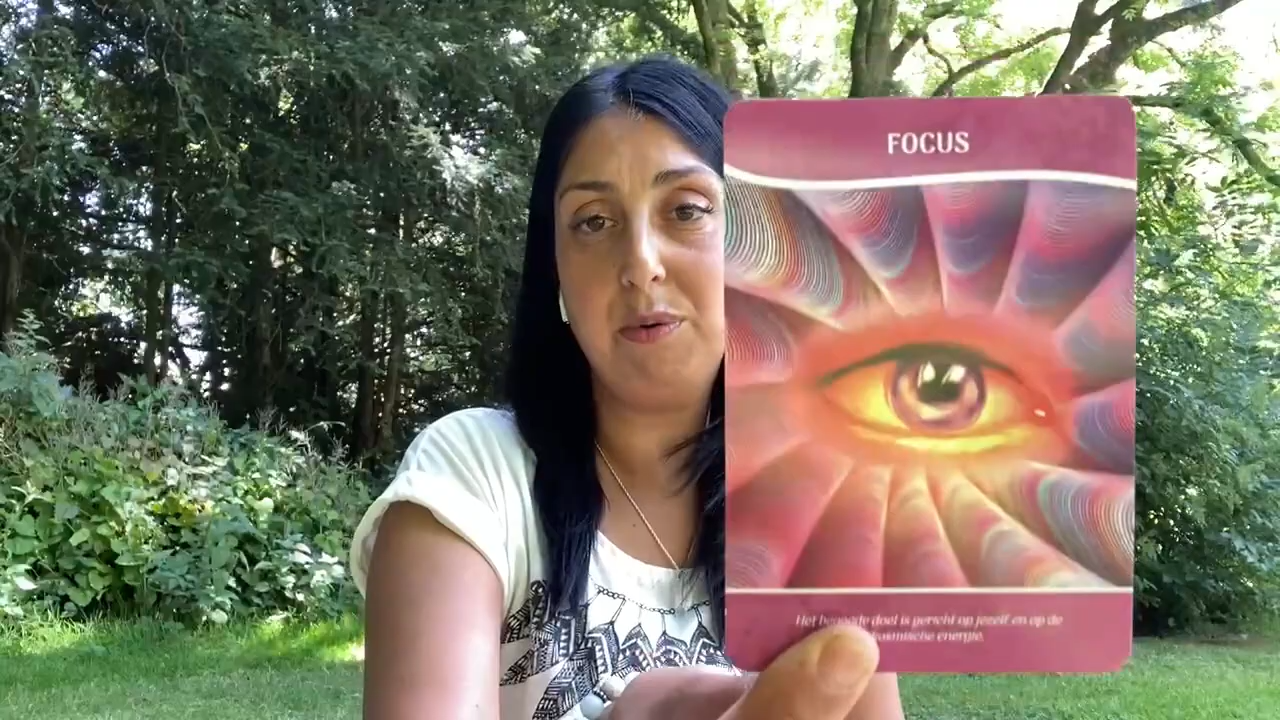 FOCUS
Het beoogde doel is gericht op jezelf en op de
kosmische energie.